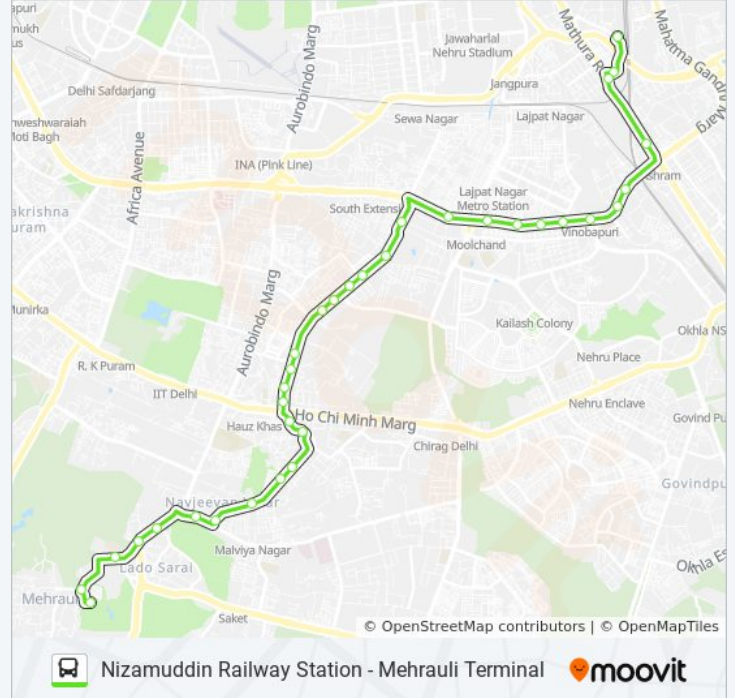 apuri
mukh
us
Aurobindo Marg
Jawaharlal
Nehru Stadium
Mathura R
Mahatma Gandhi Marg
Delhi Safdarjang
Jangpura
nweshwaraiah
Moti Bagh
Africa Avenue
Sewa Nagar
Lajpat Nagar
INA (Pink Line)
shram
akrishna
uram
South Extensi
Lajpat Nagar
Metro Station
Vinobapuri
Moolchand
Aurobindo Marg
Munirka
Kailash Colony
Okhla NS
R. K Puram
Nehru Place
IIT Delhi
Nehru Enclave
Hauz Khas
Ho Chi Minh Marg
Govind Pu
Chirag Delhi
Navjeevan
ar
Govindpu
Malviya Nagar
Lado Sarai
Okhla Es
Mehrau
Saket
© OpenStreetMap contributors | © OpenMapTiles
Nizamuddin Railway Station - Mehrauli Terminal
moovit